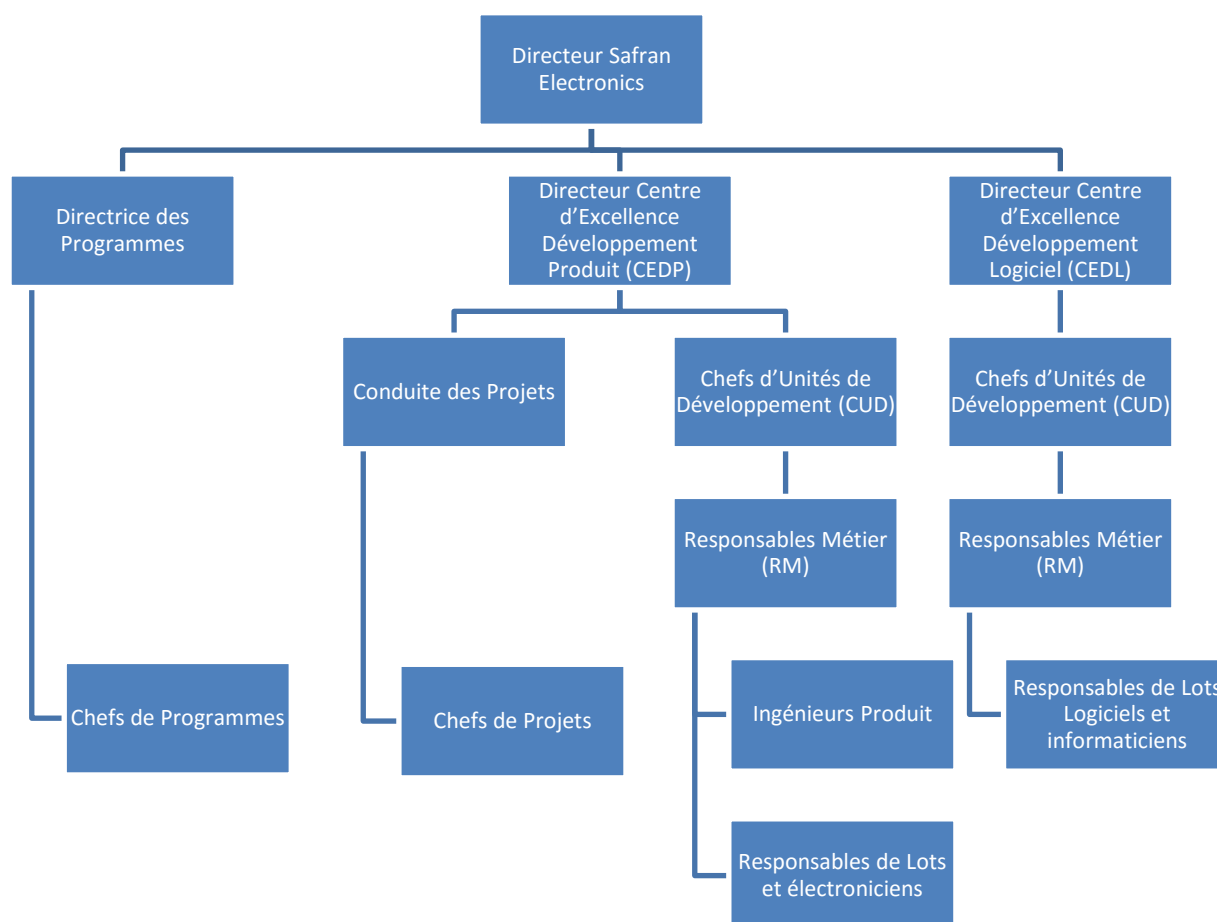 Directeur Safran
Electronics
Directrice des
Programmes
Directeur Centre
d’Excellence
Développement
Produit (CEDP)
Directeur Centre
d’Excellence
Développement
Logiciel (CEDL)
Conduite des Projets
Chefs d’Unités de
Développement (CUD)
Chefs d’Unités de
Développement (CUD)
Responsables Métier
(RM)
Responsables Métier
(RM)
Chefs de Programmes
Chefs de Projets
Ingénieurs Produit
Responsables de Lots
Logiciels et
informaticiens
Responsables de Lots
et électroniciens